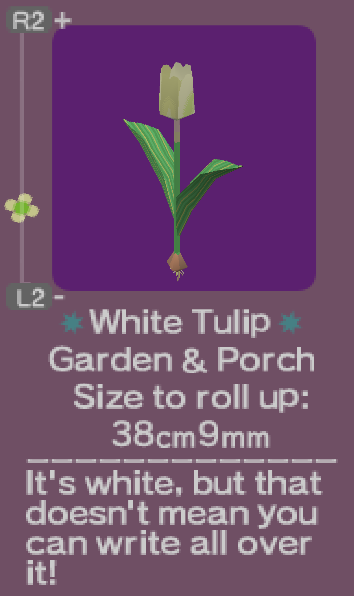 R2 +
L2 -
White Tulip
Garden & Porch
Size to roll up:
38cm9mm
It's white, but that
doesn't mean you
can write all over
it!